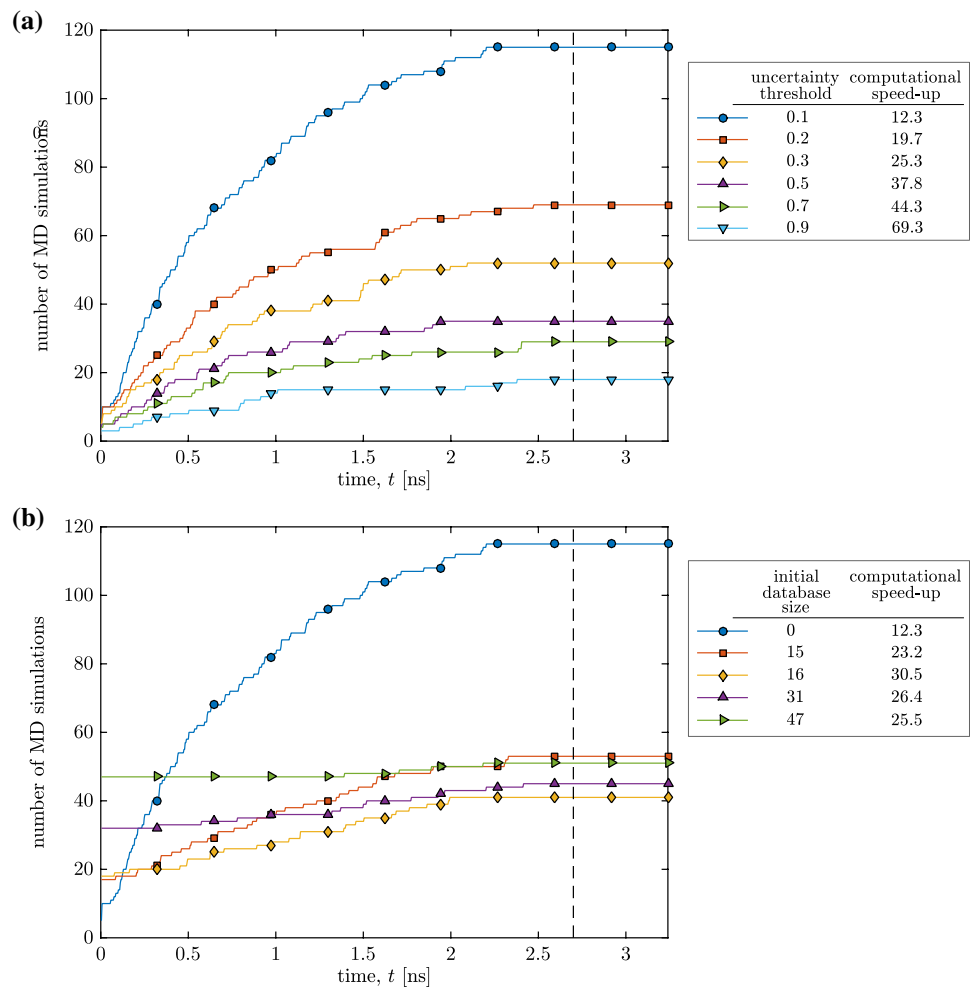 (a)
120
100
80
60
40
20
0
number of MD simulations
0 0.5 1 1.5 2 2.5 3
time, t [ns]
uncertainty computational
threshold speed-up
0.1 12.3
0.2 19.7
0.3 25.3
0.5 37.8
0.7 44.3
0.9 69.3
(b)
120
100
80
60
40
20
0
number of MD simulations
0 0.5 1 1.5 2 2.5 3
time, t [ns]
initial computational
database speed-up
size
0 12.3
15 23.2
16 30.5
31 26.4
47 25.5